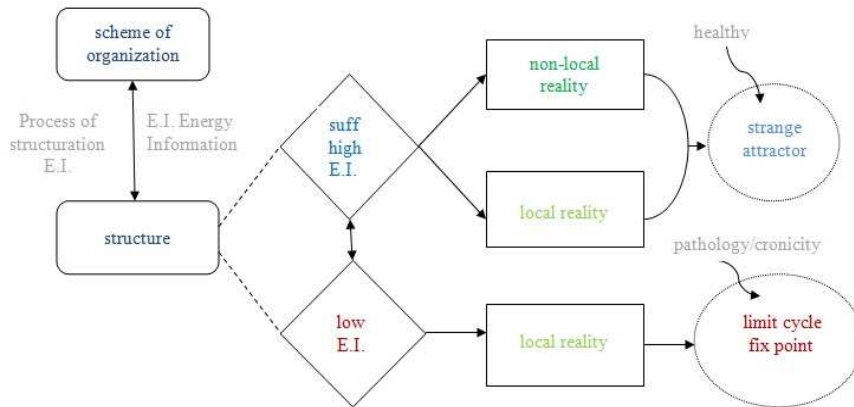 scheme of
organization
Process of
structuration
E.I.
E.I. Energy
Information
structure
suff
high
E.I.
low
E.I.
non-local
reality
local reality
local reality
healthy
strange
attractor
pathology/cronicity
limit cycle
fix point